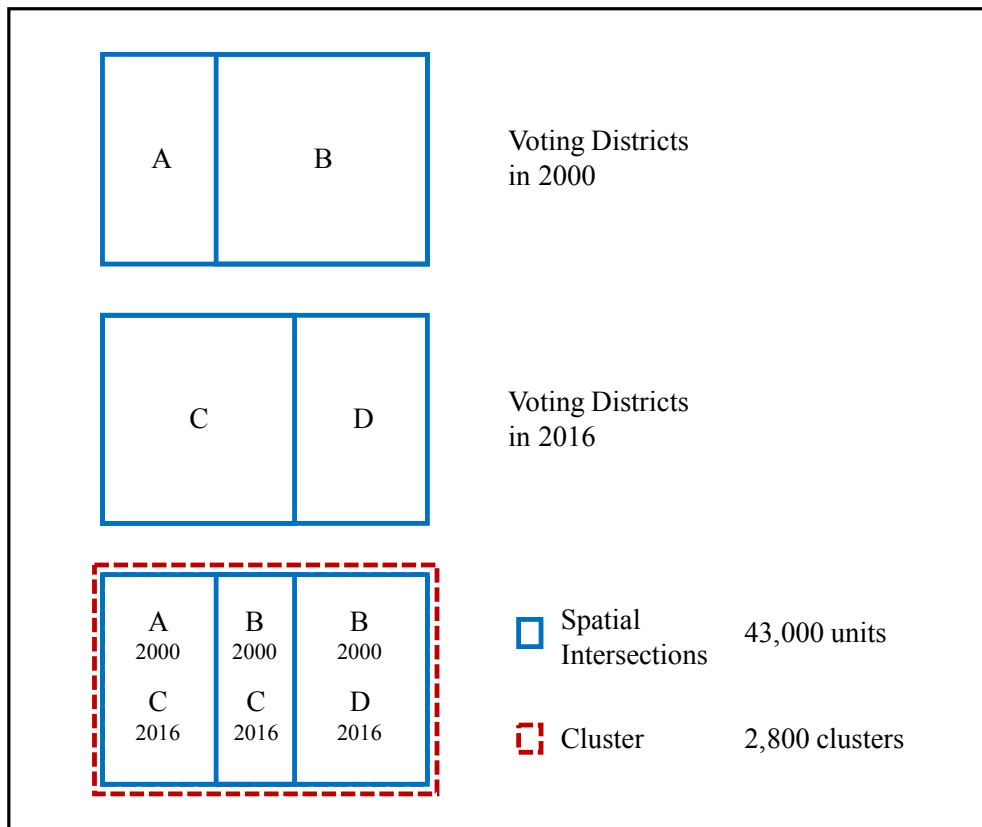 A B
Voting Districts
in 2000
C D
Voting Districts
in 2016
A B B
2000 2000 2000
C C D
2016 2016 2016
Spatial
Intersections
43,000 units
Cluster 2,800 clusters